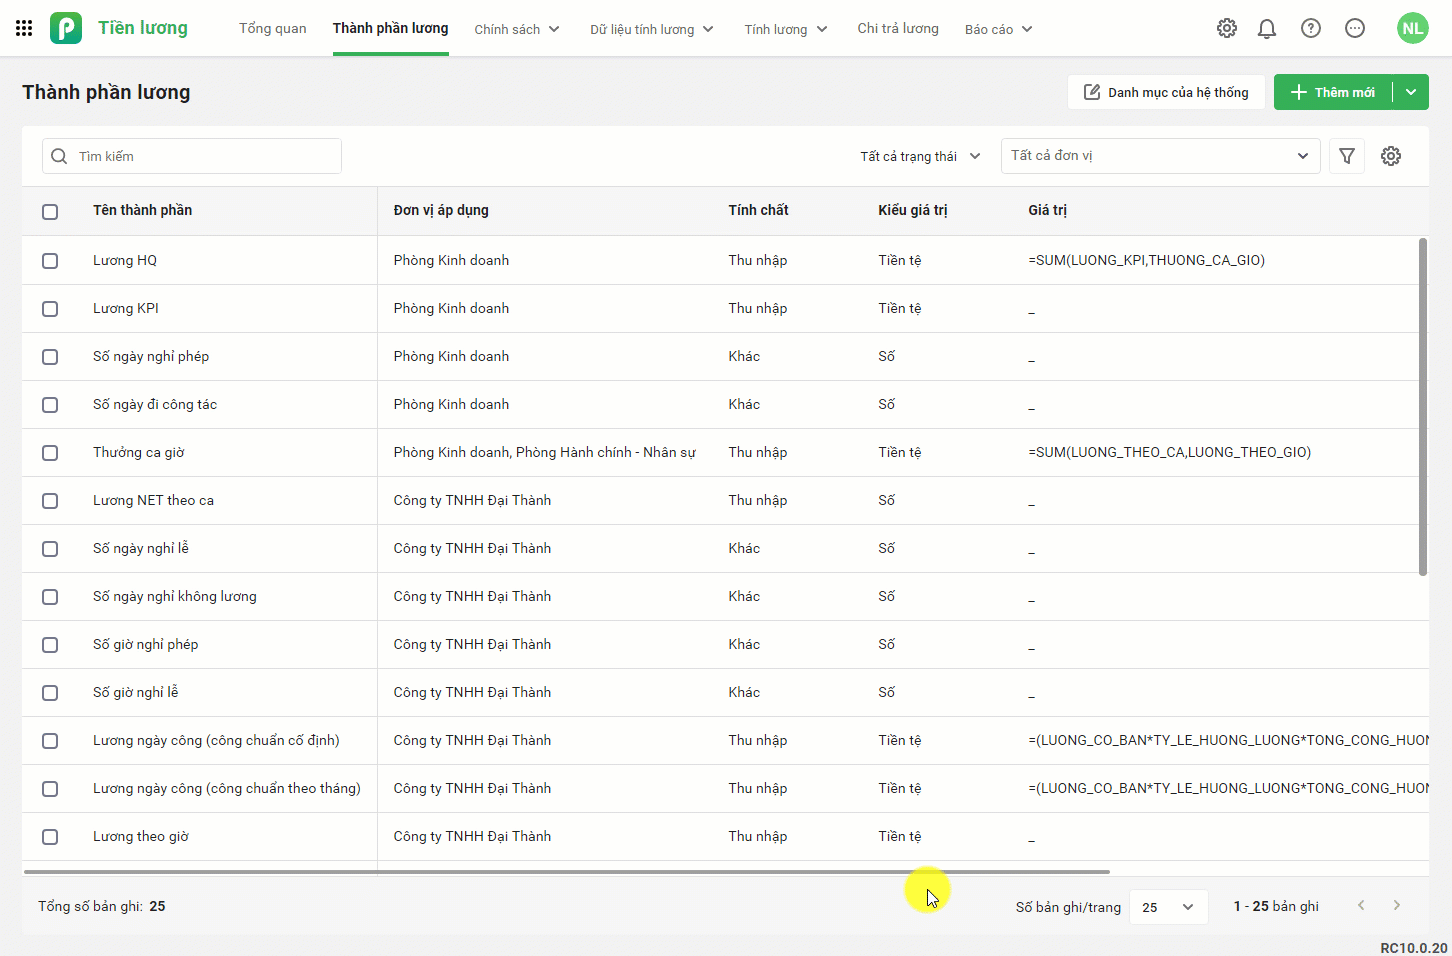 Tiền lương Tổng quan Thành phần lương Chính sách Dữ liệu tính lương Tính lương Chi trả lương Báo cáo NL
Thành phần lương Danh mục của hệ thống Thêm mới
Tìm kiếm Tất cả trạng thái Tất cả đơn vị
Tên thành phần Đơn vị áp dụng Tính chất Kiểu giá trị Giá trị
Lương HQ Phòng Kinh doanh Thu nhập Tiền tệ =SUM(LUONG_KPI,THUONG_CA_GIO)
Lương KPI Phòng Kinh doanh Thu nhập Tiền tệ _
Số ngày nghỉ phép Phòng Kinh doanh Khác Số _
Số ngày đi công tác Phòng Kinh doanh Khác Số _
Thưởng ca giờ Phòng Kinh doanh, Phòng Hành chính - Nhân sự Thu nhập Tiền tệ =SUM(LUONG_THEO_CA,LUONG_THEO_GIO)
Lương NET theo ca Công ty TNHH Đại Thành Thu nhập Số _
Số ngày nghỉ lễ Công ty TNHH Đại Thành Khác Số _
Số ngày nghỉ không lương Công ty TNHH Đại Thành Khác Số _
Số giờ nghỉ phép Công ty TNHH Đại Thành Khác Số _
Số giờ nghỉ lễ Công ty TNHH Đại Thành Khác Số _
Lương ngày công (công chuẩn cố định) Công ty TNHH Đại Thành Thu nhập Tiền tệ =(LUONG_CO_BAN*TY_LE_HUONG_LUONG*TONG_CONG_HUON
Lương ngày công (công chuẩn theo tháng) Công ty TNHH Đại Thành Thu nhập Tiền tệ =(LUONG_CO_BAN*TY_LE_HUONG_LUONG*TONG_CONG_HUON
Lương theo giờ Công ty TNHH Đại Thành Thu nhập Tiền tệ _
Tổng số bản ghi: 25 Số bản ghi/trang 25 1 - 25 bản ghi
RC10.0.20